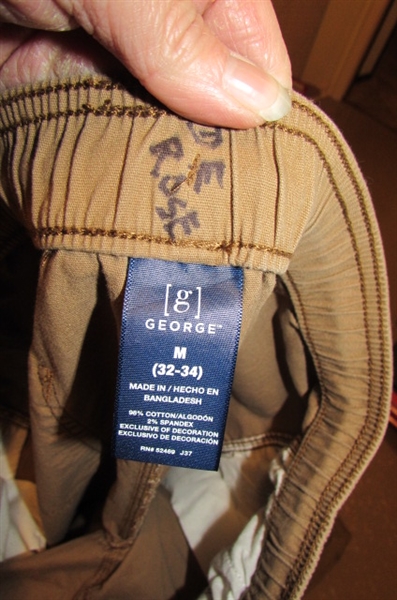 ROSE
[g]
GEORGE™
M
(32-34)
MADE IN / HECHO EN
BANGLADESH
98% COTTON/ALGODÓN
2% SPANDEX
EXCLUSIVE OF DECORATION
EXCLUSIVO DE DECORACIÓN
RN# 52469 J37